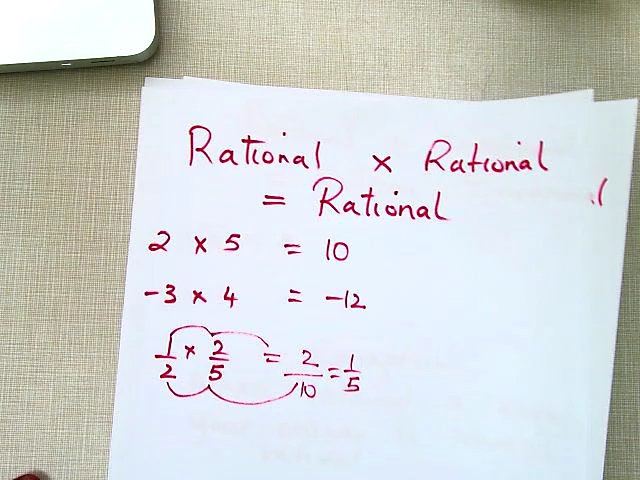 Rational × Rational
= Rational
2 × 5 = 10
-3 × 4 = -12
1/2 × 2/5 = 2/10 = 1/5